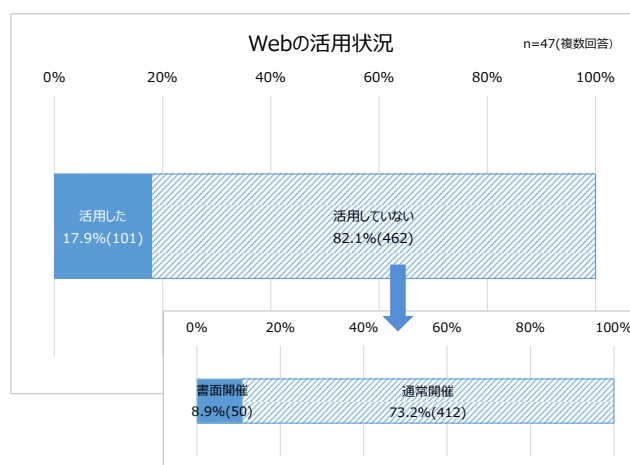 Webの活用状況
n=47(複数回答)
0% 20% 40% 60% 80% 100%
活用した
17.9%(101)
活用していない
82.1%(462)
0% 20% 40% 60% 80% 100%
書面開催
8.9%(50)
通常開催
73.2%(412)